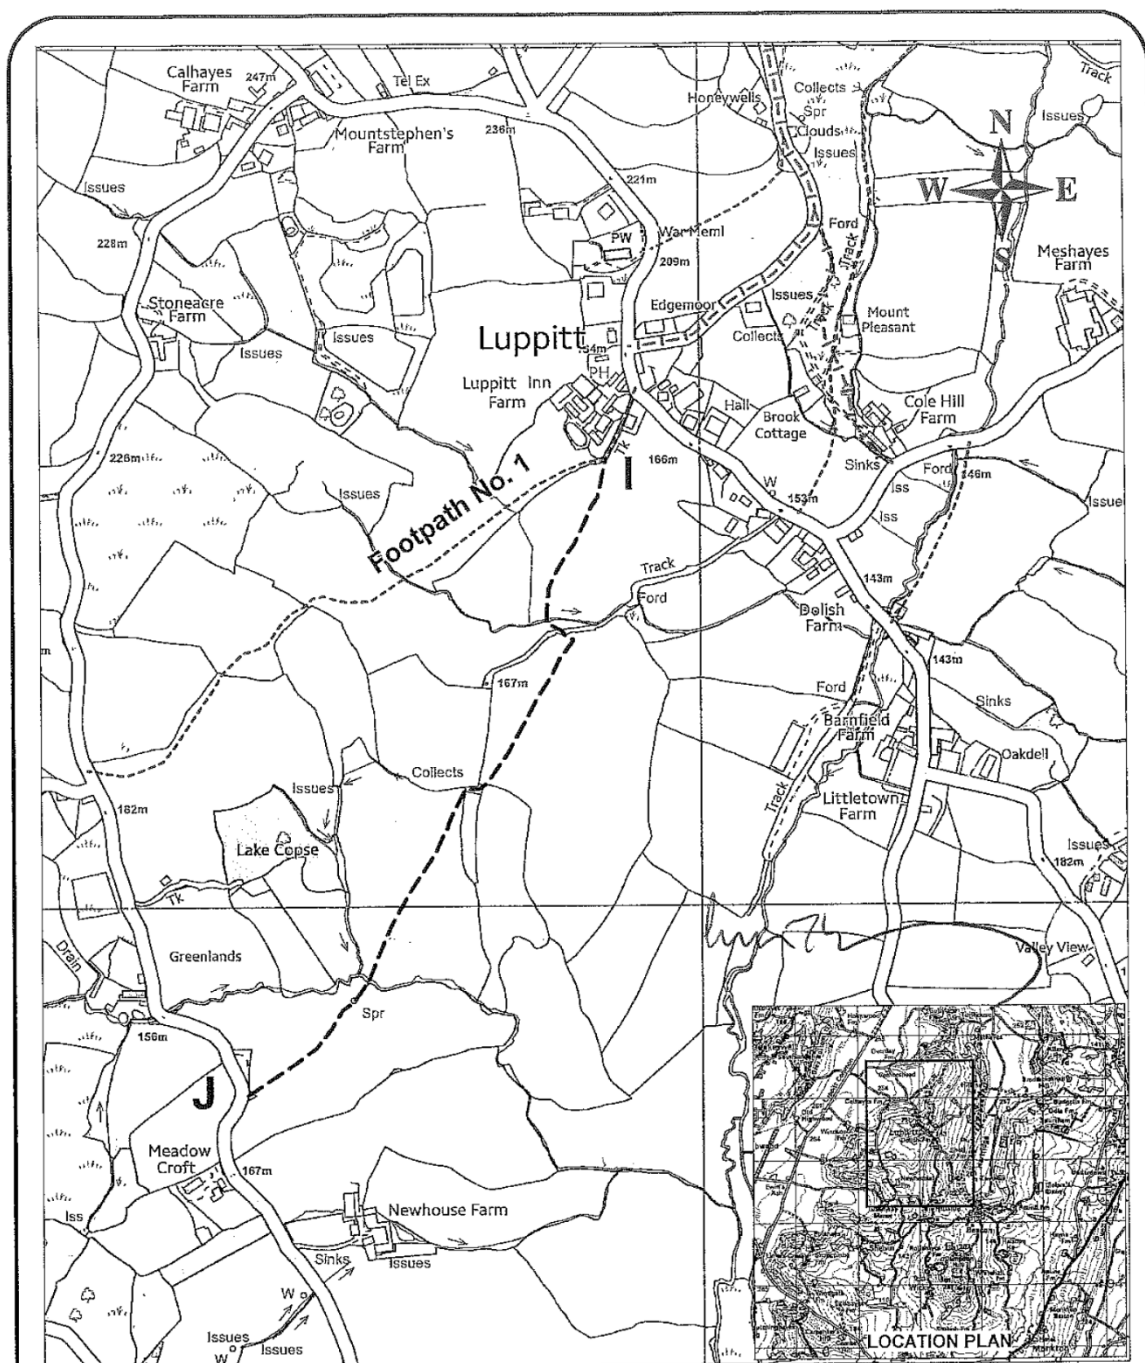 Calhayes
Farm
247m
Tel Ex
Mountstephen's
Farm
236m
Honeywells
Collects
Spr
Clouds
Issues
Track
Issues
N
W
E
S
Issues
221m
228m
PW
War Meml
209m
Ford
Track
Meshayes
Farm
Stoneacre
Farm
Issues
Issues
Edgemoor
Issues
Track
Mount
Pleasant
Collects
Luppitt
PH
Luppitt Inn
Farm
Hall
Brook
Cottage
Cole Hill
Farm
226m
Tk
I
166m
Sinks
Ford
146m
Issues
Footpath No. 1
W
153m
Iss
Iss
Issue
Track
Ford
143m
Dolish
Farm
143m
167m
Ford
Sinks
Barnfield
Farm
Oakdell
Track
Collects
Issues
182m
Lake Copse
Littletown
Farm
Issues
182m
Tk
Drain
Greenlands
Valley View
Spr
156m
J
Meadow
Croft
167m
Iss
Newhouse Farm
Sinks
Issues
W
Issues
W
Issues
LOCATION PLAN